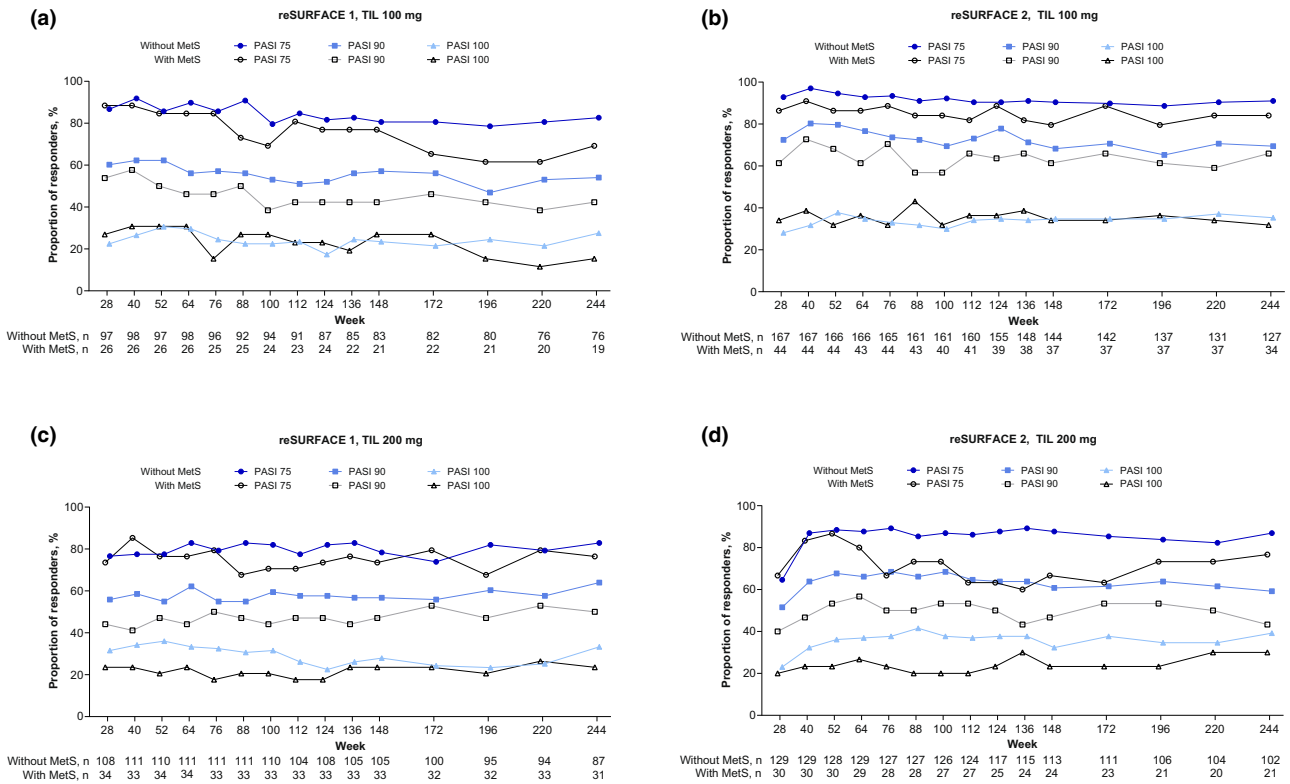 (a)
reSURFACE 1, TIL 100 mg
Without MetS PASI 75 PASI 90 PASI 100
With MetS PASI 75 PASI 90 PASI 100
Proportion of responders, %
100
80
60
40
20
0
28 40 52 64 76 88 100 112 124 136 148 172 196 220 244
Week
Without MetS, n 97 98 97 98 96 92 94 91 87 85 83 82 80 76 76
With MetS, n 26 26 26 26 25 25 24 23 24 22 21 22 21 20 19
(b)
reSURFACE 2, TIL 100 mg
Without MetS PASI 75 PASI 90 PASI 100
With MetS PASI 75 PASI 90 PASI 100
Proportion of responders, %
100
80
60
40
20
0
28 40 52 64 76 88 100 112 124 136 148 172 196 220 244
Week
Without MetS, n 167 167 166 166 165 161 161 160 155 148 144 142 137 131 127
With MetS, n 44 44 44 43 44 43 40 41 39 38 37 37 37 37 34
(c)
reSURFACE 1, TIL 200 mg
Without MetS PASI 75 PASI 90 PASI 100
With MetS PASI 75 PASI 90 PASI 100
Proportion of responders, %
100
80
60
40
20
0
28 40 52 64 76 88 100 112 124 136 148 172 196 220 244
Week
Without MetS, n 108 111 110 111 111 111 110 104 108 105 105 100 95 94 87
With MetS, n 34 33 34 34 33 33 33 33 33 33 33 32 32 33 31
(d)
reSURFACE 2, TIL 200 mg
Without MetS PASI 75 PASI 90 PASI 100
With MetS PASI 75 PASI 90 PASI 100
Proportion of responders, %
100
80
60
40
20
0
28 40 52 64 76 88 100 112 124 136 148 172 196 220 244
Week
Without MetS, n 129 129 128 129 127 127 126 124 117 115 113 111 106 104 102
With MetS, n 30 30 30 29 28 28 27 27 25 24 24 23 21 21 21